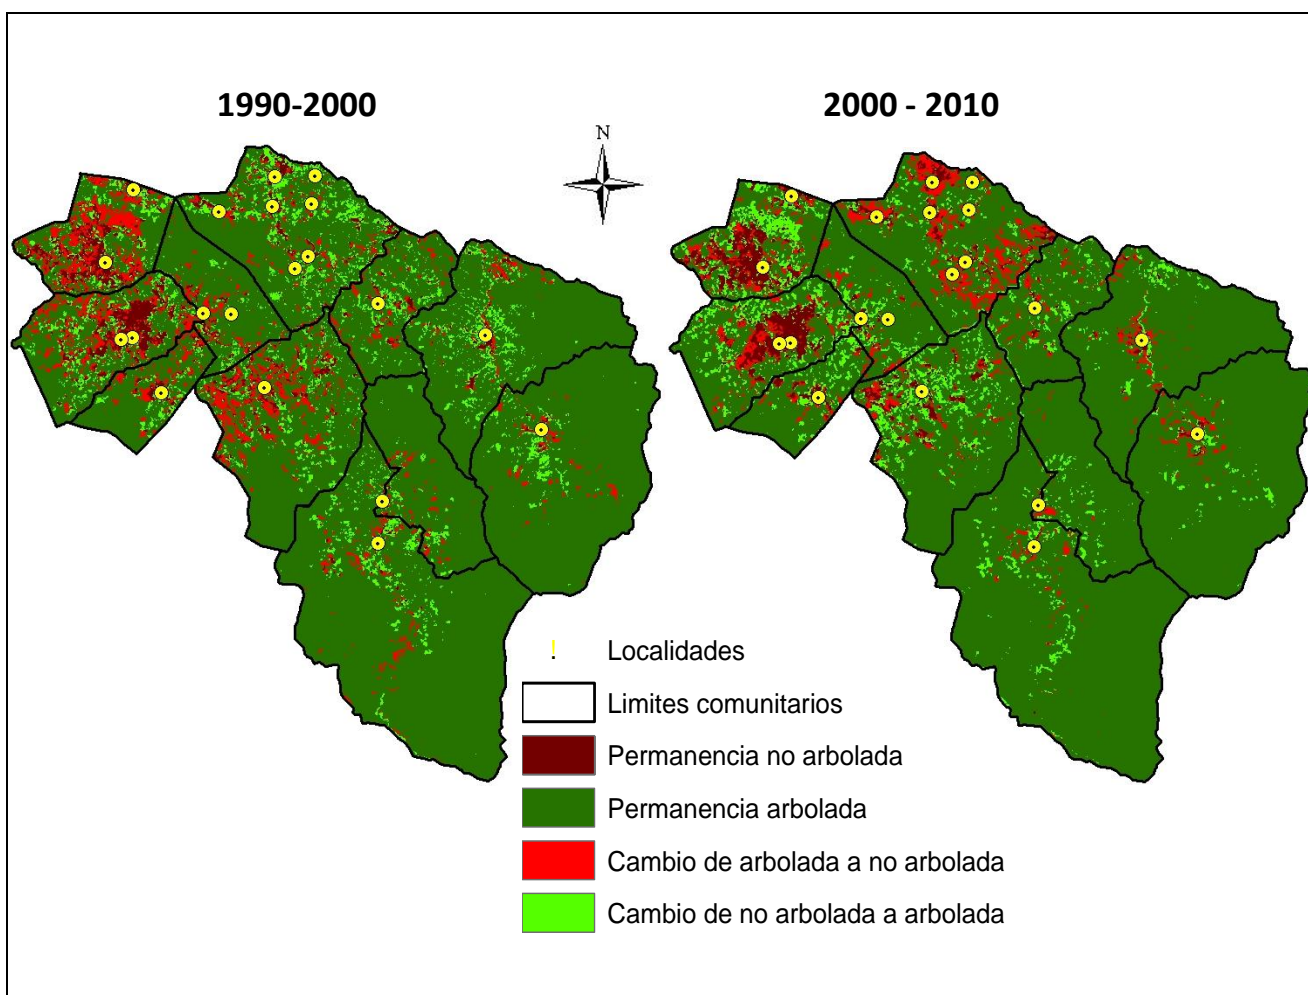 1990-2000
2000 - 2010
N
! Localidades
Limites comunitarios
Permanencia no arbolada
Permanencia arbolada
Cambio de arbolada a no arbolada
Cambio de no arbolada a arbolada